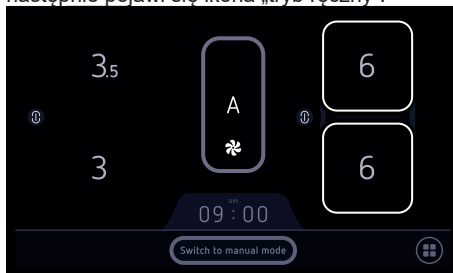 następnie pojawi się ikona „tryb ręczny”.
3.5
6
A
3
6
AM
09:00
Switch to manual mode